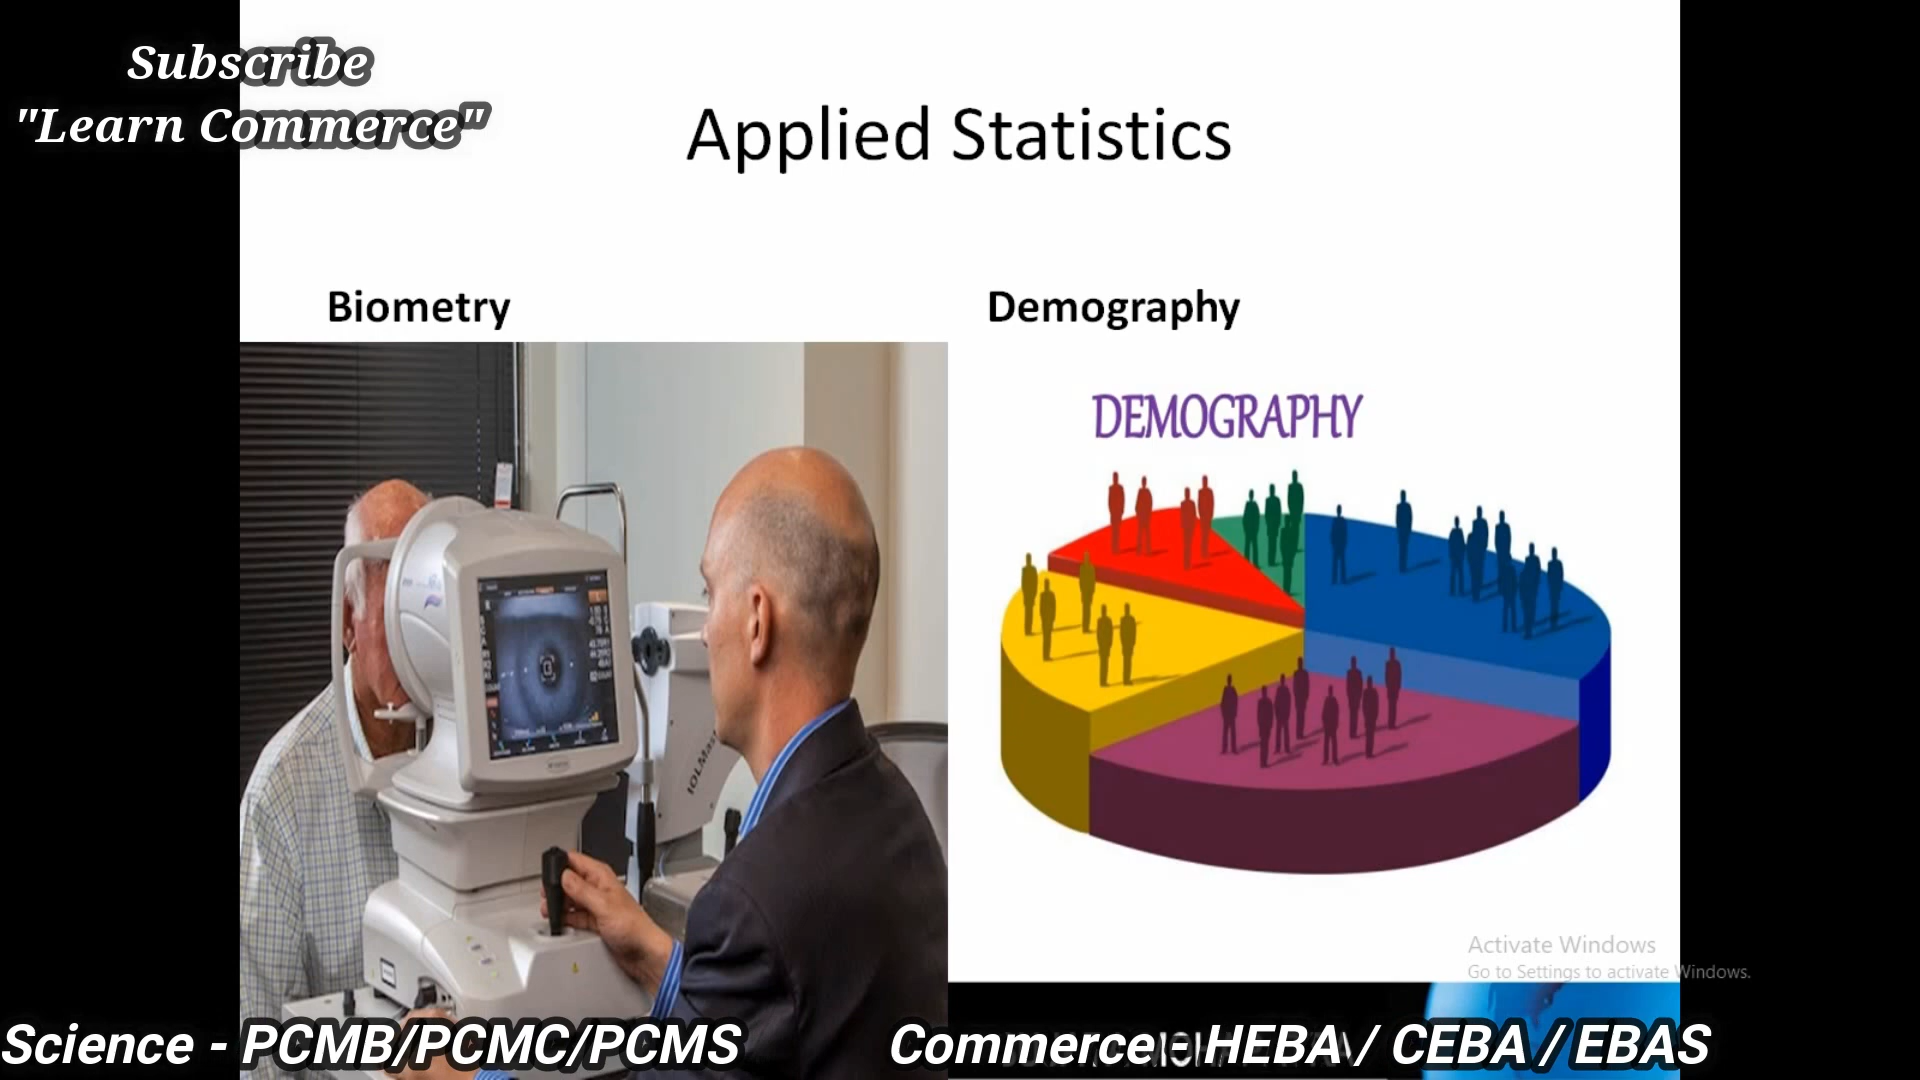 Subscribe
"Learn Commerce"
Applied Statistics
Biometry
Demography
DEMOGRAPHY
IOLMas
Activate Windows
Go to Settings to activate Windows.
Science - PCMB/PCMC/PCMS
Commerce - HEBA / CEBA / EBAS